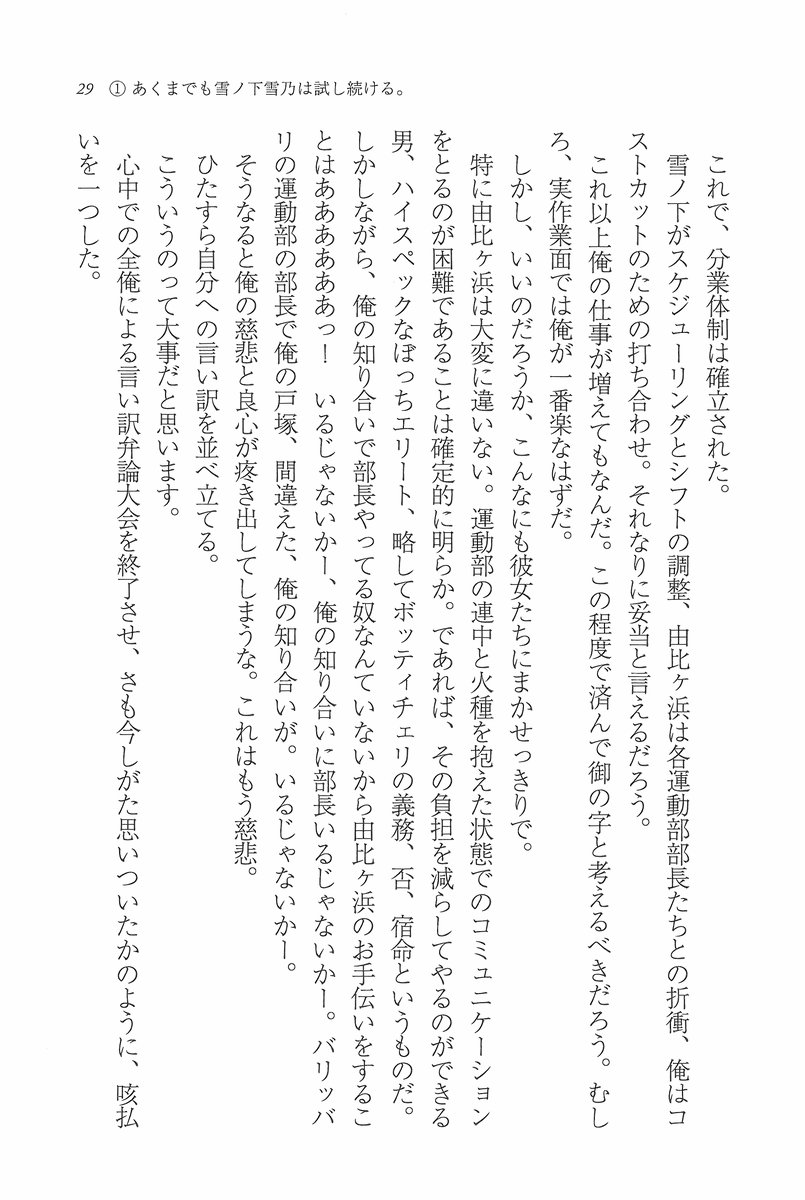 29 ① あくまでも雪ノ下雪乃は試し続ける。
これで、分業体制は確立された。
雪ノ下がスケジューリングとシフトの調整、由比ヶ浜は各運動部部長たちとの折衝、俺はコ
ストカットのための打ち合わせ。それなりに妥当と言えるだろう。
これ以上俺の仕事が増えてもなんだ。この程度で済んで御の字と考えるべきだろう。むし
ろ、実作業面では俺が一番楽なはずだ。
しかし、いいのだろうか、こんなにも彼女たちにまかせっきりで。
特に由比ヶ浜は大変に違いない。運動部の連中と火種を抱えた状態でのコミュニケーション
をとるのが困難であることは確定的に明らか。であれば、その負担を減らしてやるのができる
男、ハイスペックなぼっちエリート、略してボッティチェリの義務、否、宿命というものだ。
しかしながら、俺の知り合いで部長やってる奴なんていないから由比ヶ浜のお手伝いをするこ
とはああああああっ！　いるじゃないかー、俺の知り合いに部長いるじゃないかー。バリッバ
リの運動部の部長で俺の戸塚、間違えた、俺の知り合いが。いるじゃないかー。
そうなると俺の慈悲と良心が疼き出してしまうな。これはもう慈悲。
ひたすら自分への言い訳を並べ立てる。
こういうのって大事だと思います。
心中での全俺による言い訳弁論大会を終了させ、さも今しがた思いついたかのように、咳払
いを一つした。